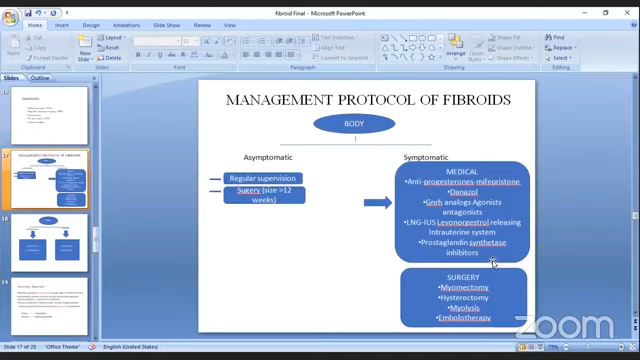 fibroid Final - Microsoft PowerPoint
Home
Insert
Design
Animations
Slide Show
Review
View
Cut
Copy
Paste
Format Painter
Clipboard
New Slide
Layout
Reset
Delete
Slides
Font
Paragraph
Text Direction
Align Text
Convert to SmartArt
Arrange
Quick Styles
Shape Fill
Shape Outline
Shape Effects
Drawing
Find
Replace
Select
Editing
Slides
Outline
17
18
19
MANAGEMENT PROTOCOL OF FIBROIDS
BODY
Asymptomatic
Symptomatic
Regular supervision
Sugery (size >12
weeks)
MEDICAL
•Anti-progesterones-mifepristone
•Danazol
•Gnrh analogs Agonists
antagonists
•LNG-IUS Levonorgestrol releasing
Intrauterine system
•Prostaglandin synthetase
inhibitors
SURGERY
•Myomectomy
•Hysterectomy
•Myolysis
•Embolotherapy
zoom
Slide 17 of 28
"Office Theme"
English (United States)
75%